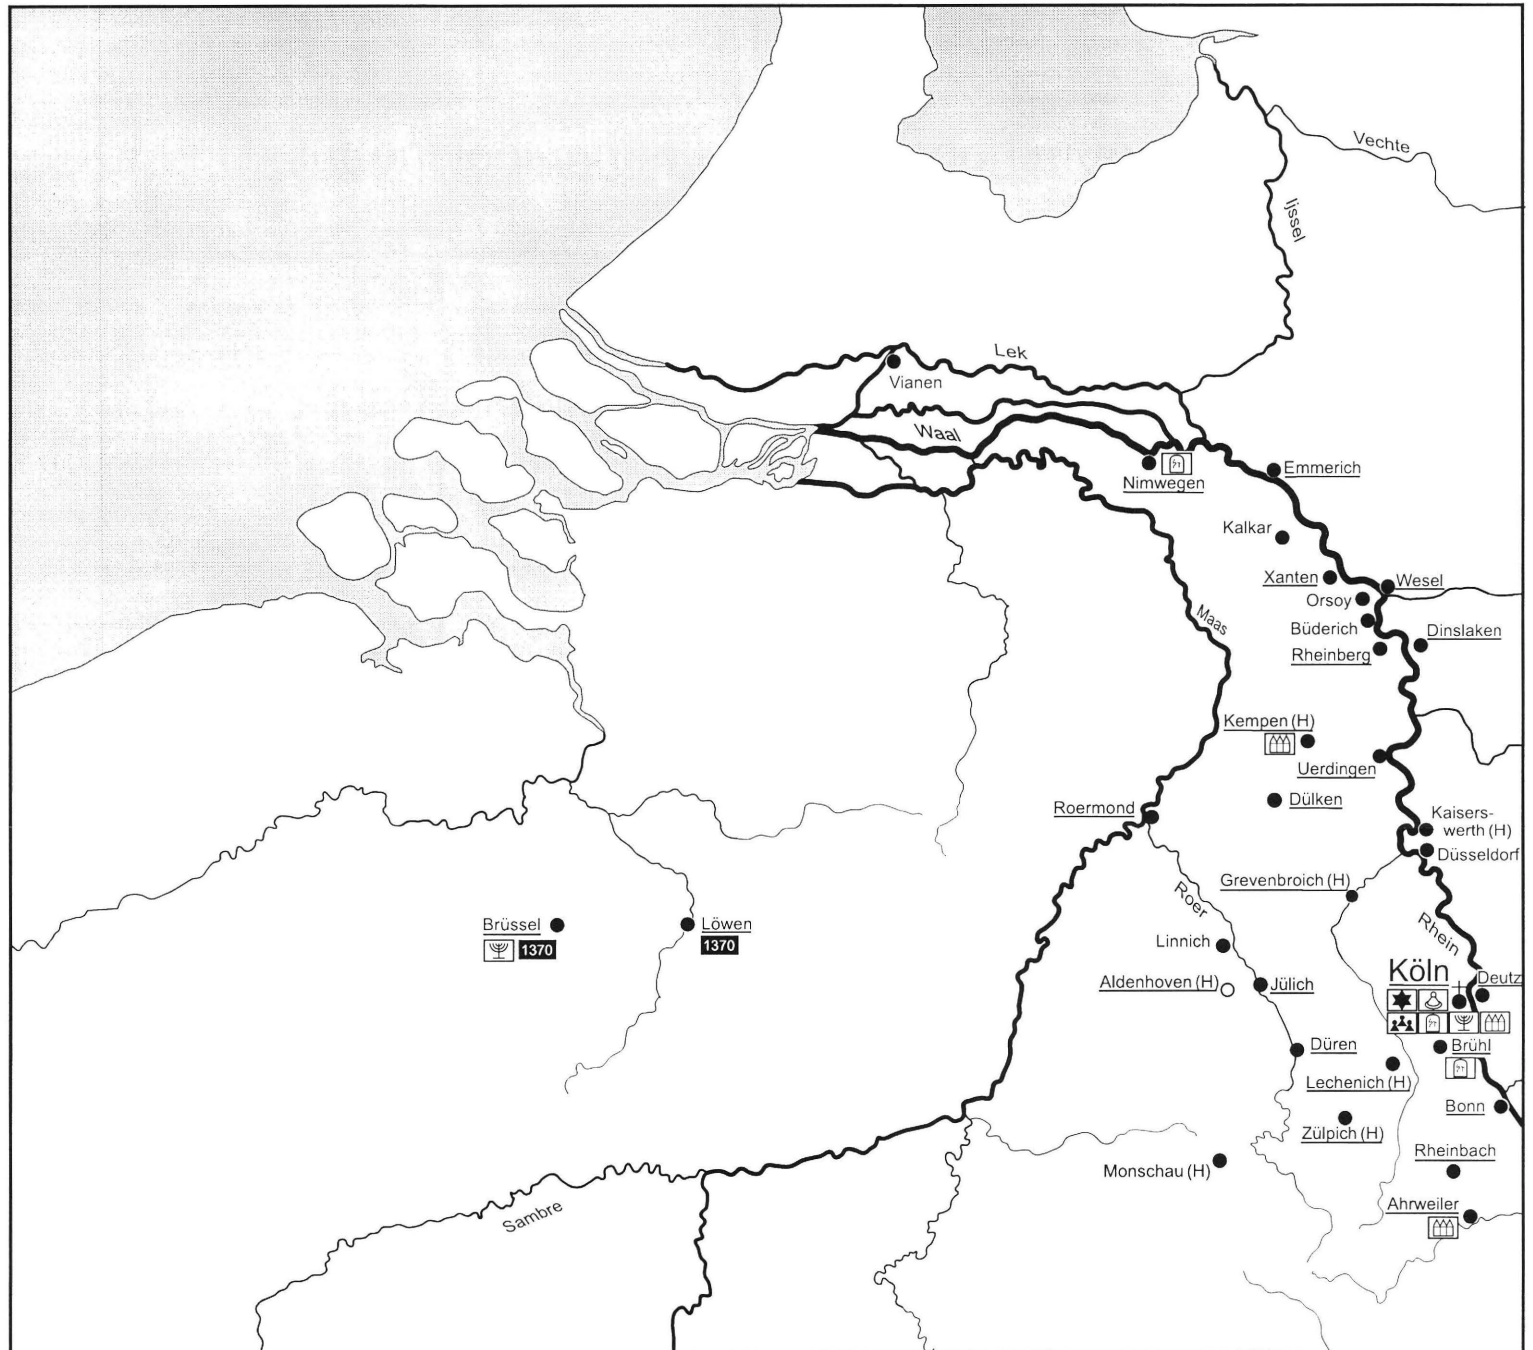 Vechte
Ijssel
Lek
Vianen
Waal
Nimwegen
Emmerich
Kalkar
Xanten
Wesel
Orsoy
Büderich
Maas
Dinslaken
Rheinberg
Kempen (H)
Uerdingen
Dülken
Roermond
Kaisers-
werth (H)
Düsseldorf
Grevenbroich (H)
Roer
Brüssel
1370
Löwen
1370
Rhein
Linnich
Köln
Deutz
Aldenhoven (H)
Jülich
Düren
Brühl
Lechenich (H)
Bonn
Zülpich (H)
Monschau (H)
Rheinbach
Ahrweiler
Sambre